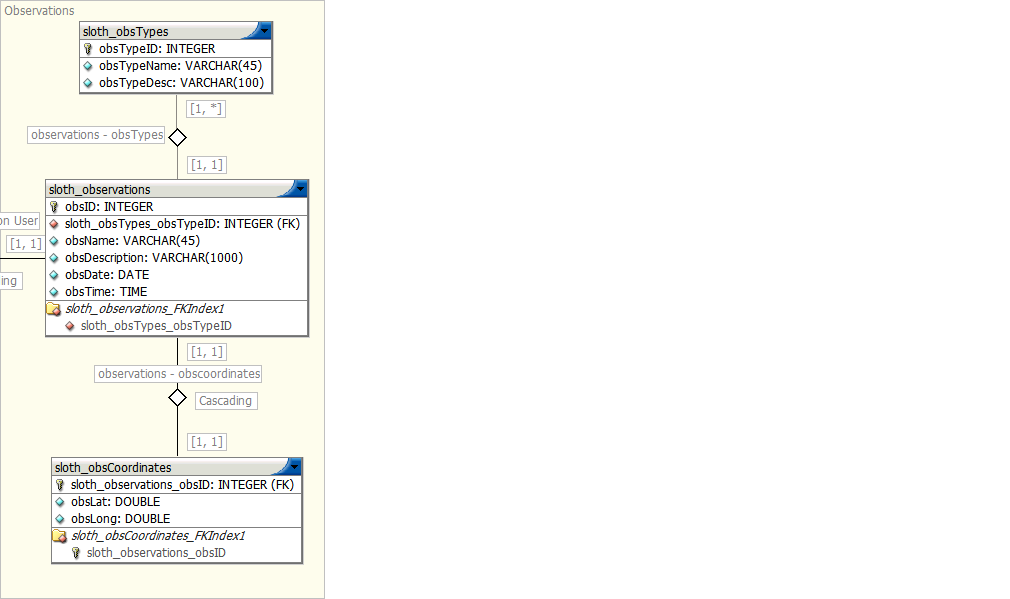 Observations
sloth_obsTypes
obsTypeID: INTEGER
obsTypeName: VARCHAR(45)
obsTypeDesc: VARCHAR(100)
[1, *]
observations - obsTypes
[1, 1]
sloth_observations
obsID: INTEGER
sloth_obsTypes_obsTypeID: INTEGER (FK)
obsName: VARCHAR(45)
obsDescription: VARCHAR(1000)
obsDate: DATE
obsTime: TIME
sloth_observations_FKIndex1
sloth_obsTypes_obsTypeID
on User
[1, 1]
ing
[1, 1]
observations - obscoordinates
Cascading
[1, 1]
sloth_obsCoordinates
sloth_observations_obsID: INTEGER (FK)
obsLat: DOUBLE
obsLong: DOUBLE
sloth_obsCoordinates_FKIndex1
sloth_observations_obsID